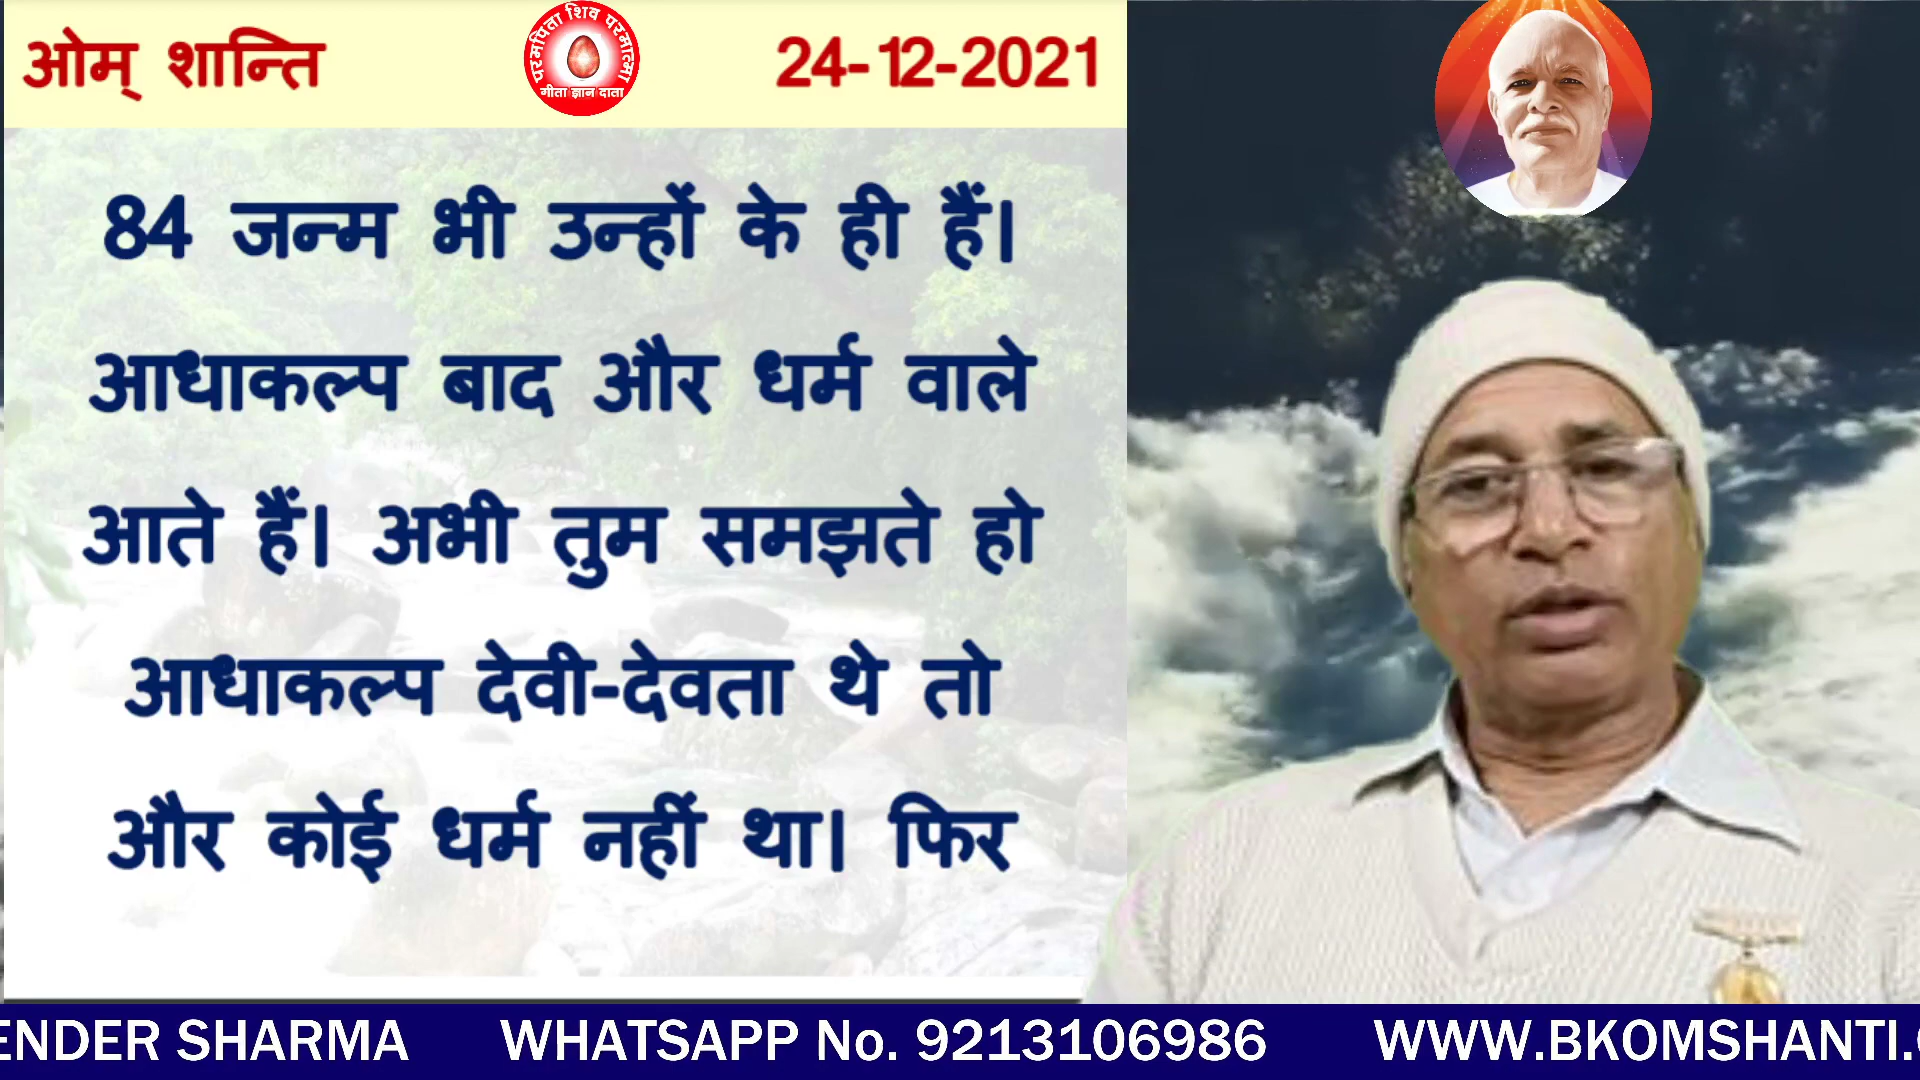 ओम् शान्ति
परमपिता शिव परमात्मा
गीता ज्ञान दाता
24-12-2021
84 जन्म भी उन्हों के ही हैं।
आधाकल्प बाद और धर्म वाले
आते हैं। अभी तुम समझते हो
आधाकल्प देवी-देवता थे तो
और कोई धर्म नहीं था। फिर
ENDER SHARMA WHATSAPP No. 9213106986 WWW.BKOMSHANTI.